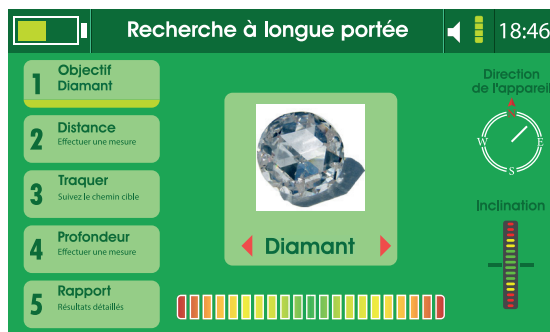 Recherche à longue portée
18:46
1
Objectif
Diamant
2
Distance
Effectuer une mesure
3
Traquer
Suivez le chemin cible
4
Profondeur
Effectuer une mesure
5
Rapport
Résultats détaillés
Diamant
Direction
de l'appareil
N
W
E
S
Inclination